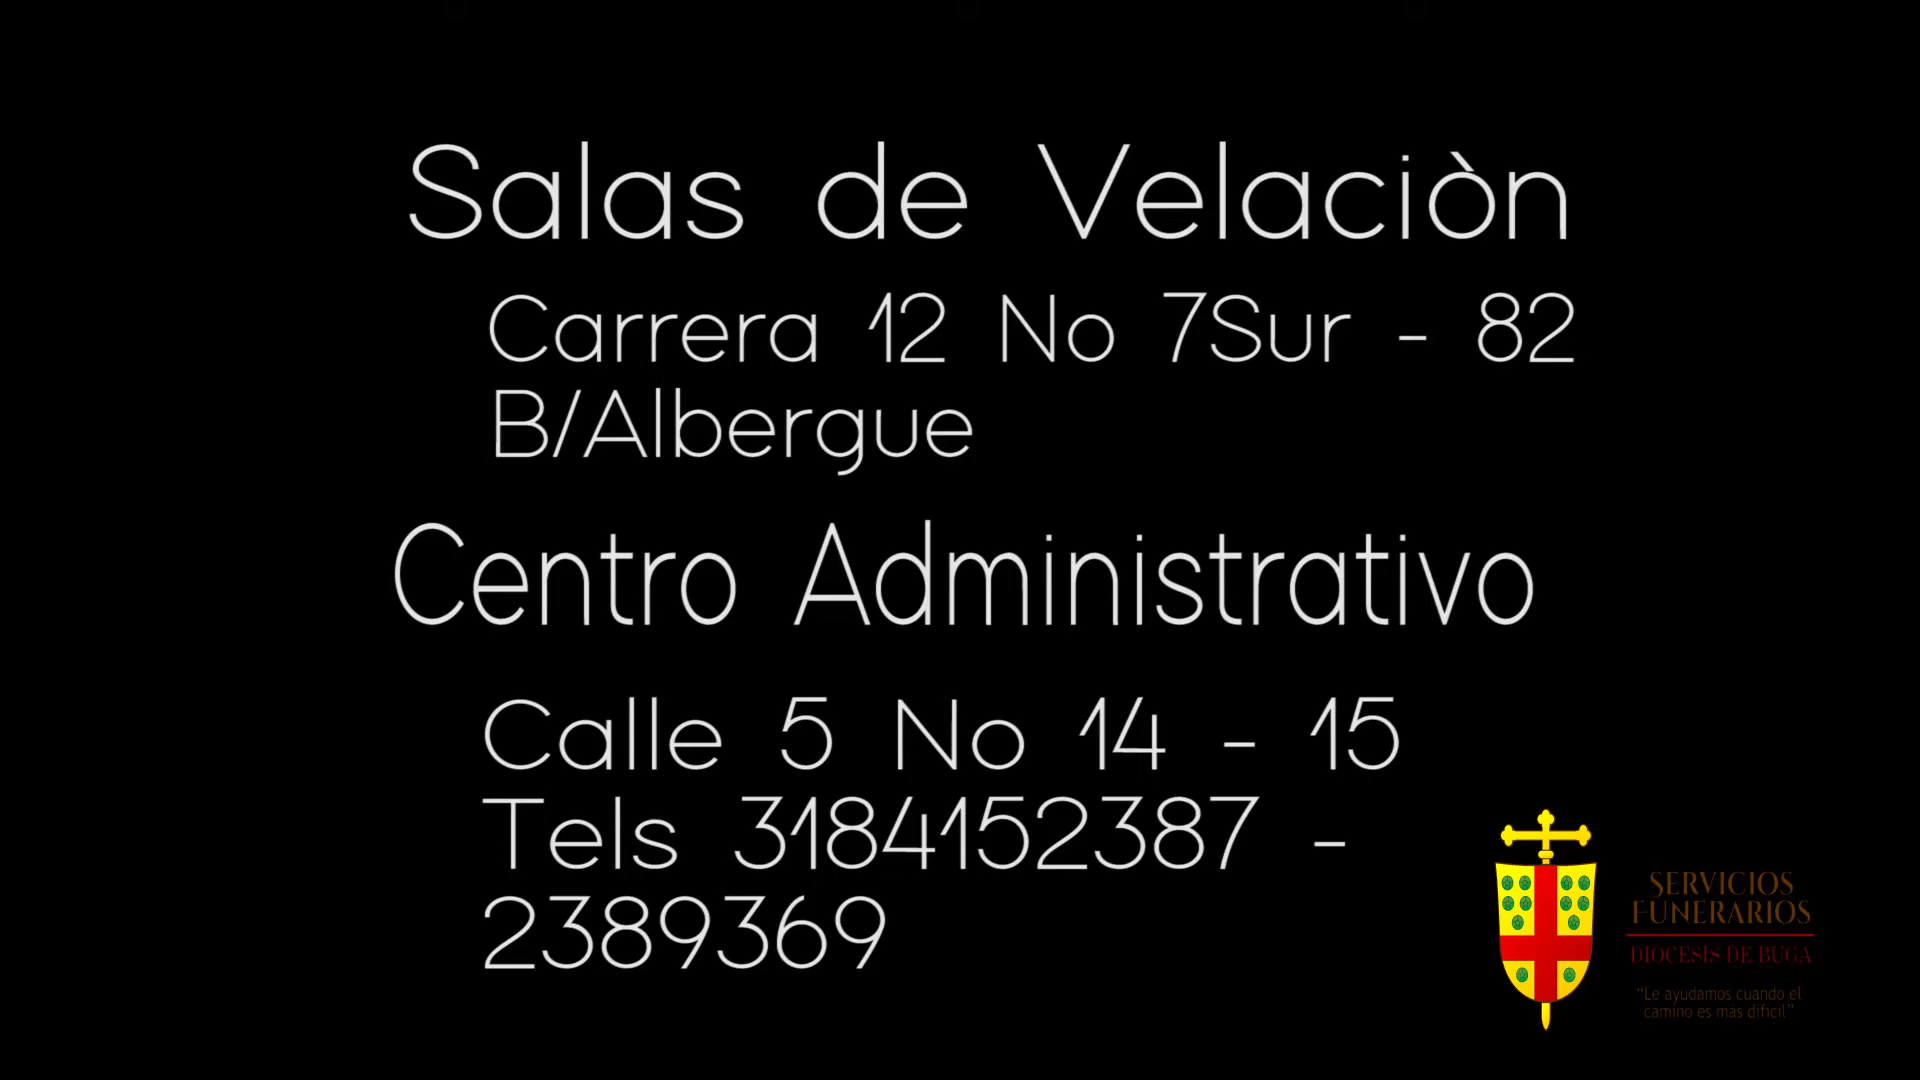 Salas de Velaciòn
Carrera 12 No 7Sur - 82
B/Albergue
Centro Administrativo
Calle 5 No 14 - 15
Tels 3184152387 -
2389369
SERVICIOS
FUNERARIOS
DIOCESIS DE BUGA
“Le ayudamos cuando el
camino es más difícil”